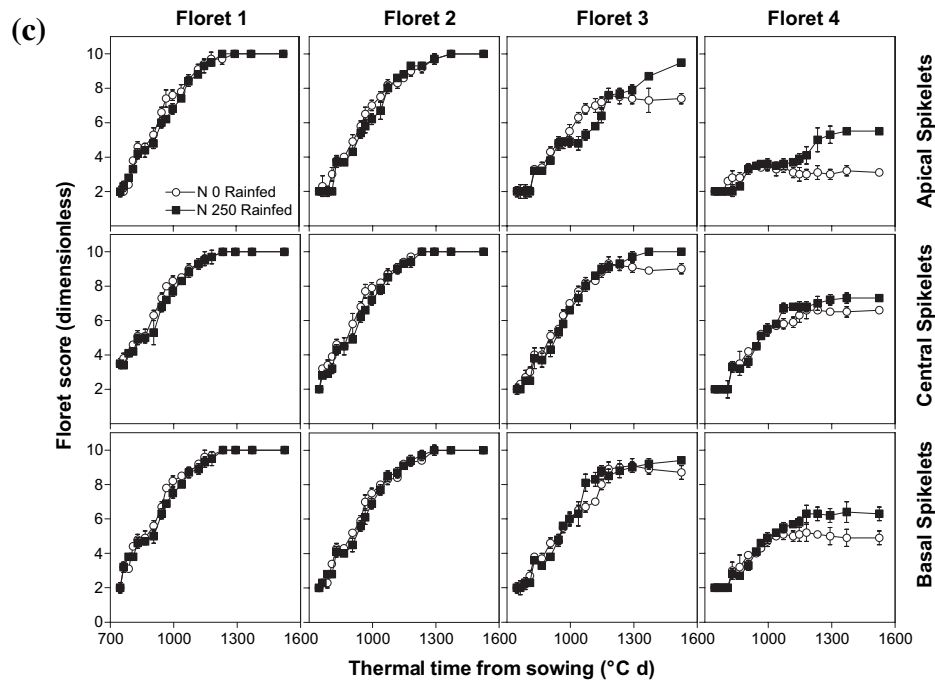 (c)
Floret 1 Floret 2 Floret 3 Floret 4
10
8
6
4
2
N 0 Rainfed
N 250 Rainfed
Apical Spikelets
10
8
6
4
2
Central Spikelets
10
8
6
4
2
0
Basal Spikelets
Floret score (dimensionless)
700 1000 1300 1600 1000 1300 1600 1000 1300 1600 1000 1300 1600
Thermal time from sowing (°C d)